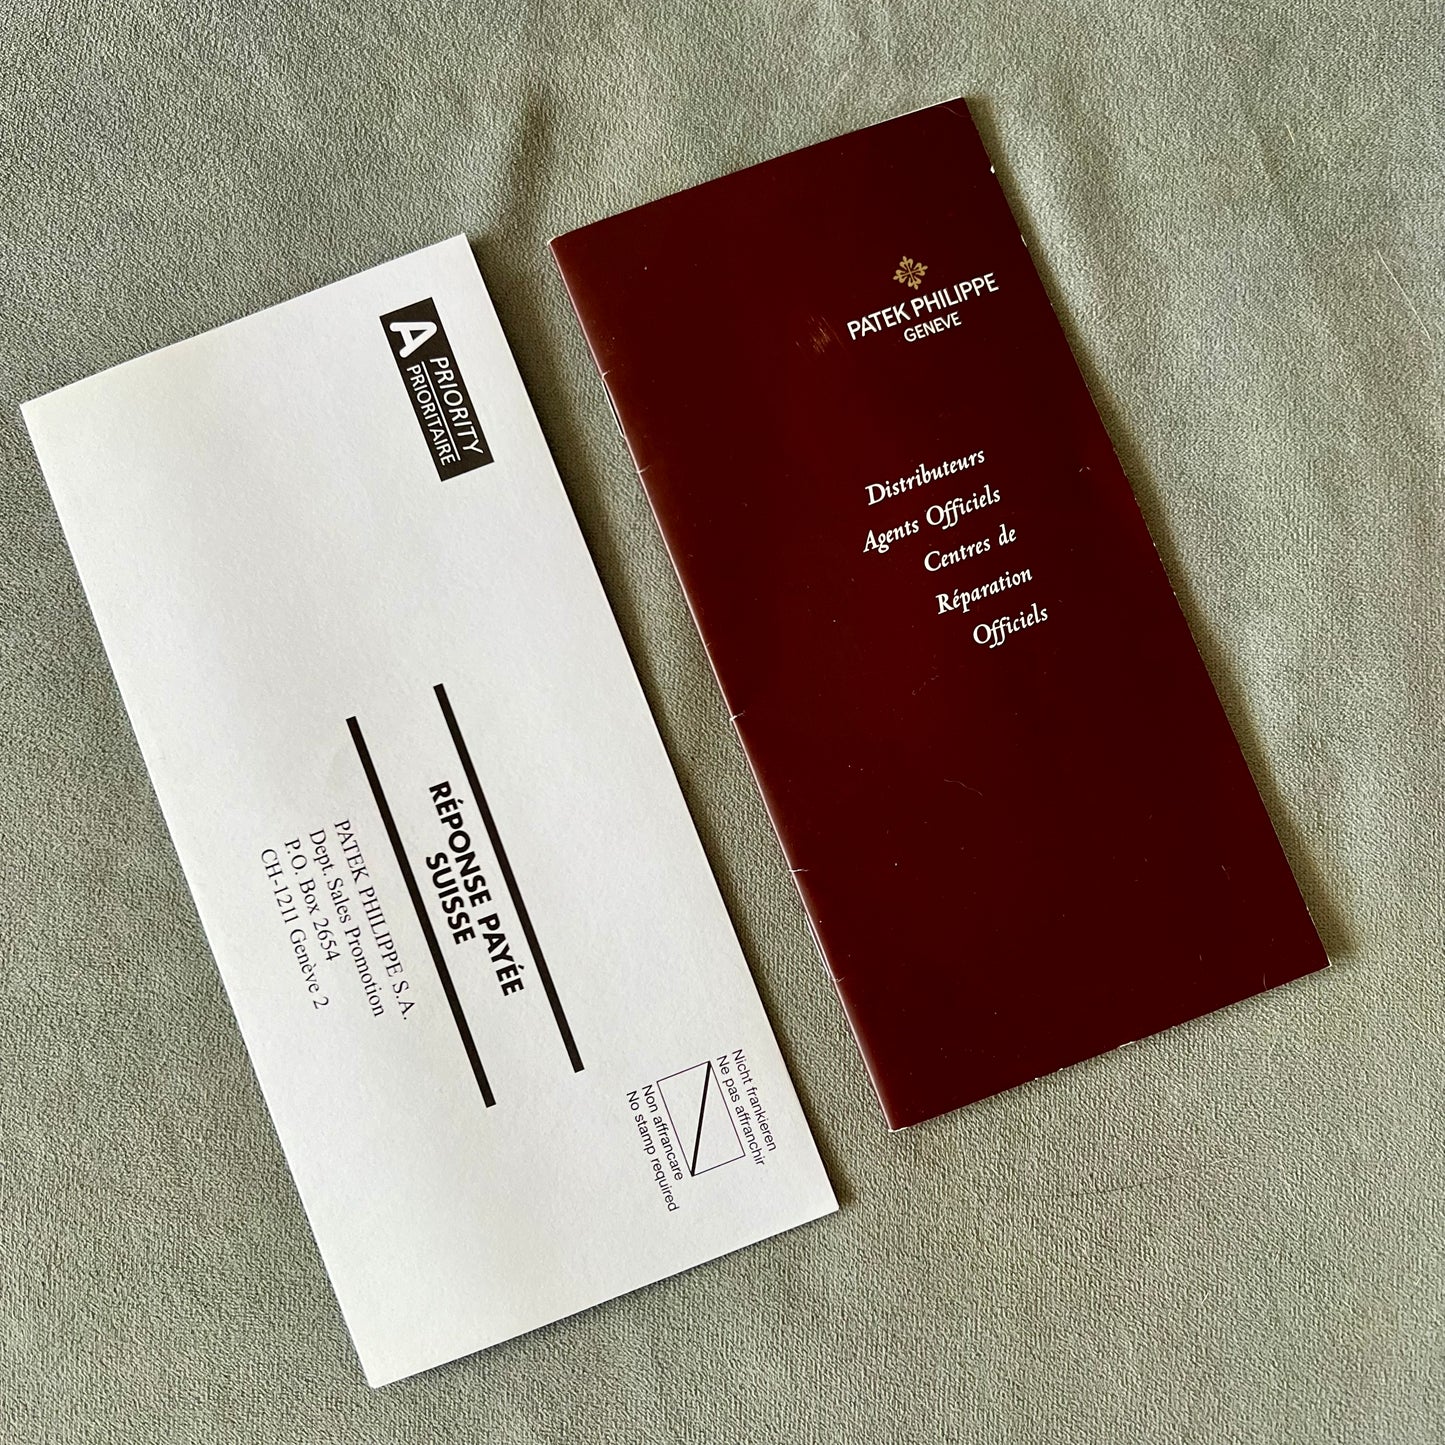 A PRIORITY
PRIORITAIRE
RÉPONSE PAYÉE
SUISSE
PATEK PHILIPPE S.A.
Dept. Sales Promotion
P.O. Box 2654
CH-1211 Genève 2
Nicht frankieren
Ne pas affranchir
Non affrancare
No stamp required
PATEK PHILIPPE
GENEVE
Distributeurs
Agents Officiels
Centres de
Réparation
Officiels